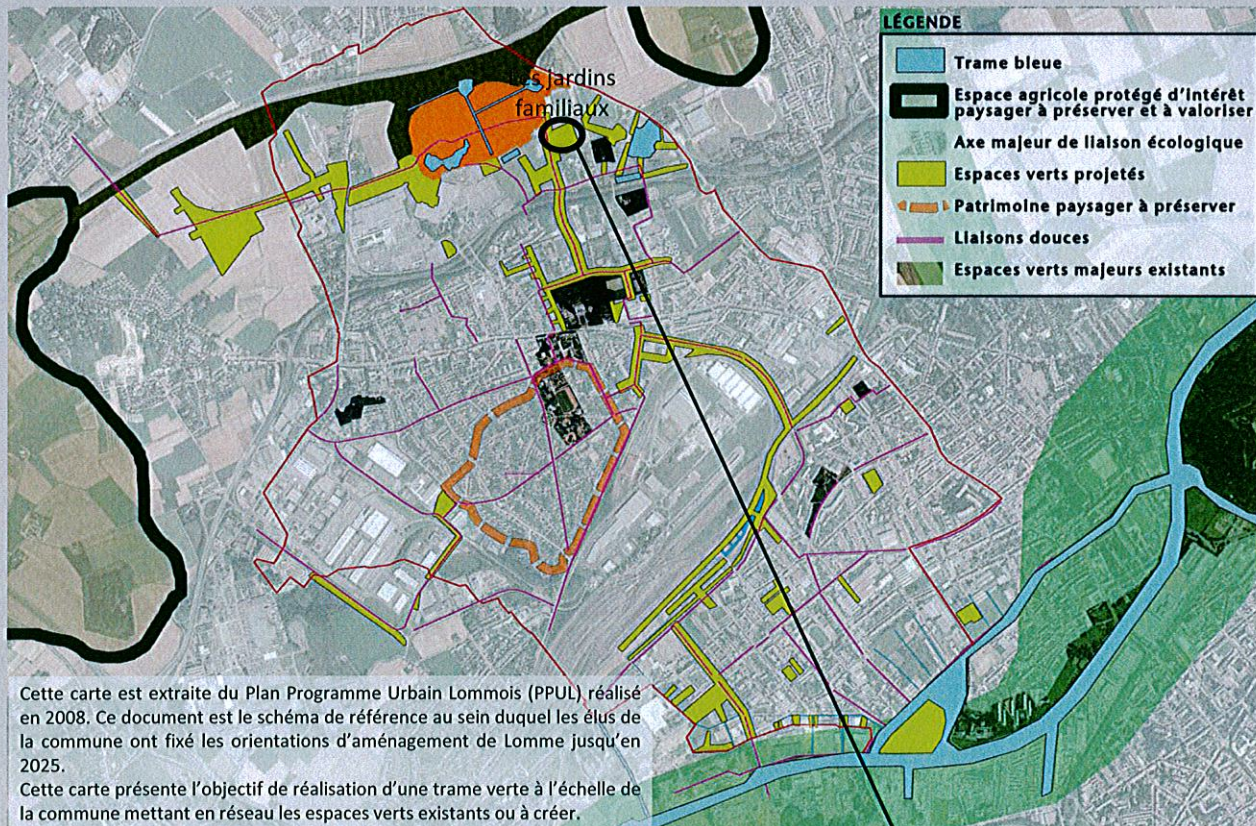 Les jardins
familiaux
LÉGENDE
Trame bleue
Espace agricole protégé d'intérêt
paysager à préserver et à valoriser
Axe majeur de liaison écologique
Espaces verts projetés
Patrimoine paysager à préserver
Liaisons douces
Espaces verts majeurs existants
Cette carte est extraite du Plan Programme Urbain Lommois (PPUL) réalisé
en 2008. Ce document est le schéma de référence au sein duquel les élus de
la commune ont fixé les orientations d'aménagement de Lomme jusqu'en
2025.
Cette carte présente l'objectif de réalisation d'une trame verte à l'échelle de
la commune mettant en réseau les espaces verts existants ou à créer.